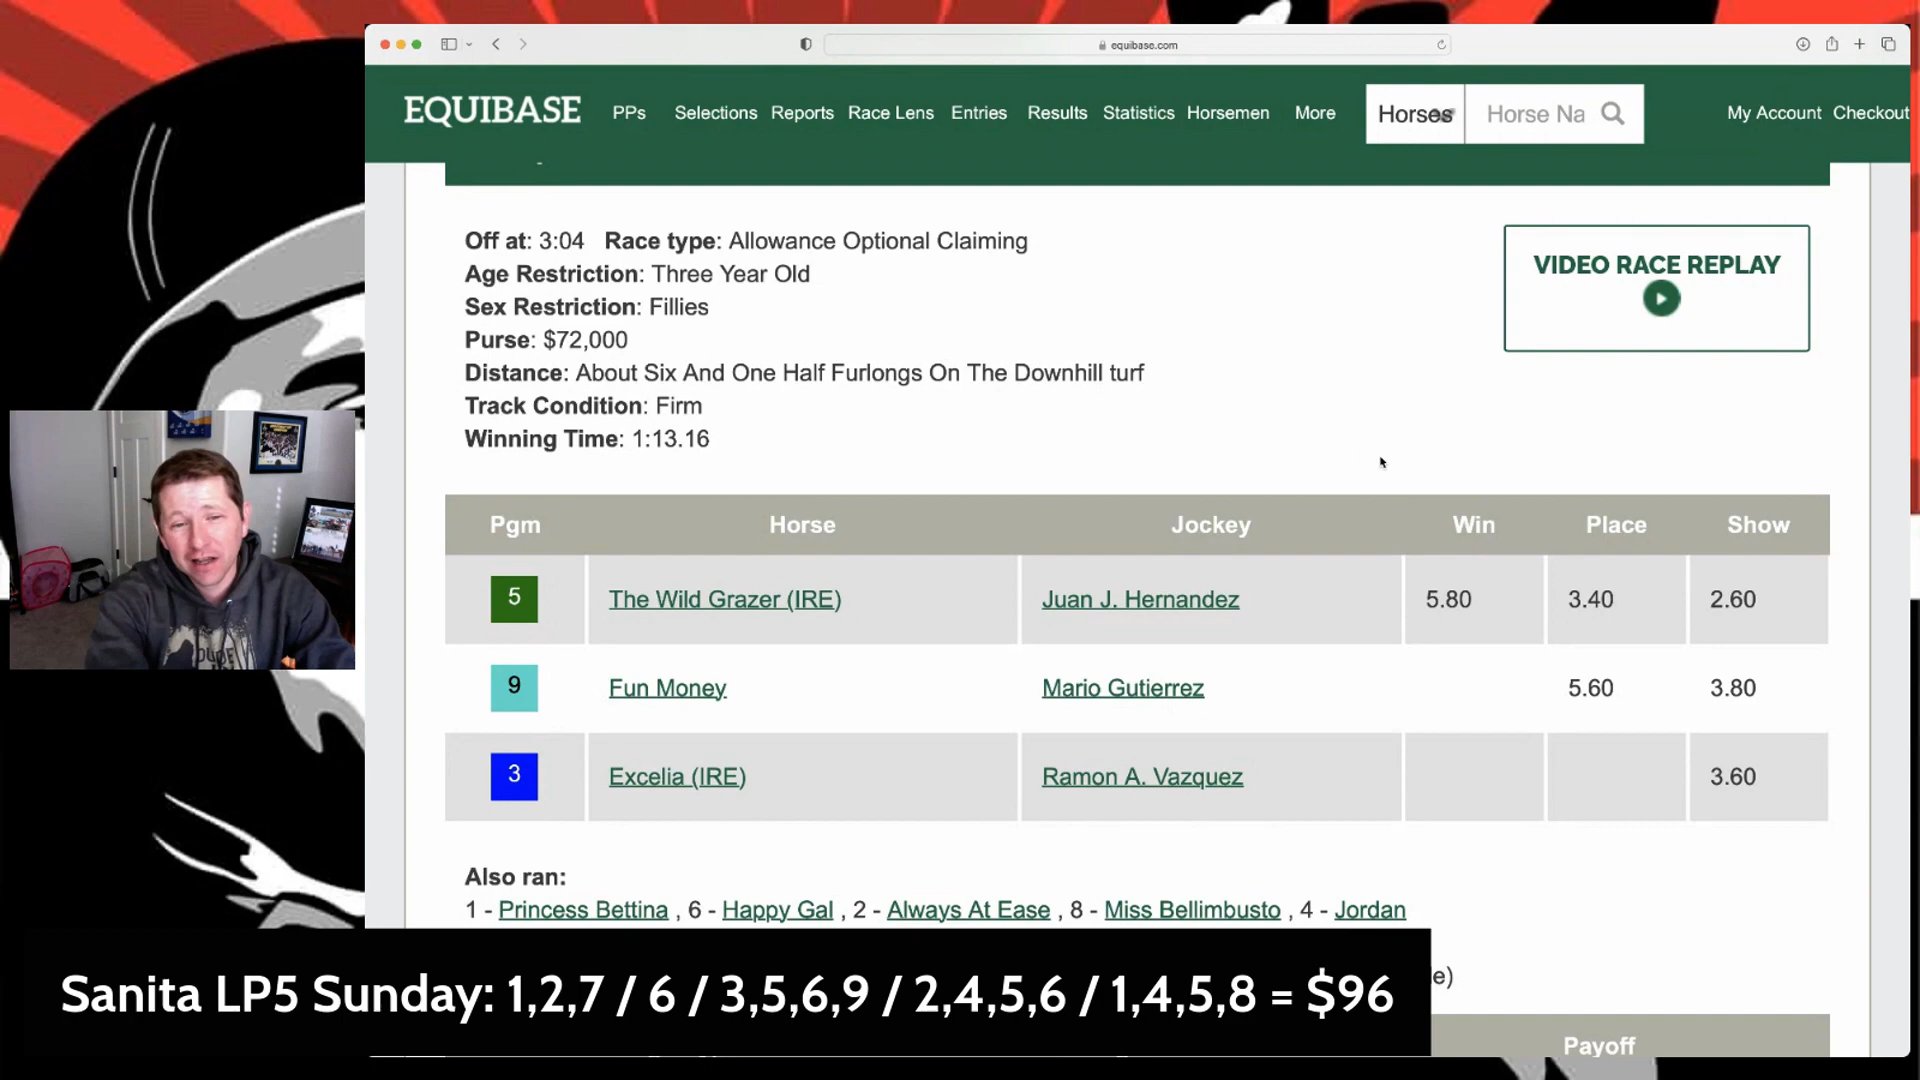 equibase.com
EQUIBASE PPs Selections Reports Race Lens Entries Results Statistics Horsemen More Horses Horse Na My Account Checkout
Off at: 3:04 Race type: Allowance Optional Claiming
Age Restriction: Three Year Old
Sex Restriction: Fillies
Purse: $72,000
Distance: About Six And One Half Furlongs On The Downhill turf
Track Condition: Firm
Winning Time: 1:13.16
VIDEO RACE REPLAY
Pgm Horse Jockey Win Place Show
5 The Wild Grazer (IRE) Juan J. Hernandez 5.80 3.40 2.60
9 Fun Money Mario Gutierrez 5.60 3.80
3 Excelia (IRE) Ramon A. Vazquez 3.60
Also ran:
1 - Princess Bettina , 6 - Happy Gal , 2 - Always At Ease , 8 - Miss Bellimbusto , 4 - Jordan
e)
Sanita LP5 Sunday: 1,2,7 / 6 / 3,5,6,9 / 2,4,5,6 / 1,4,5,8 = $96
Payoff